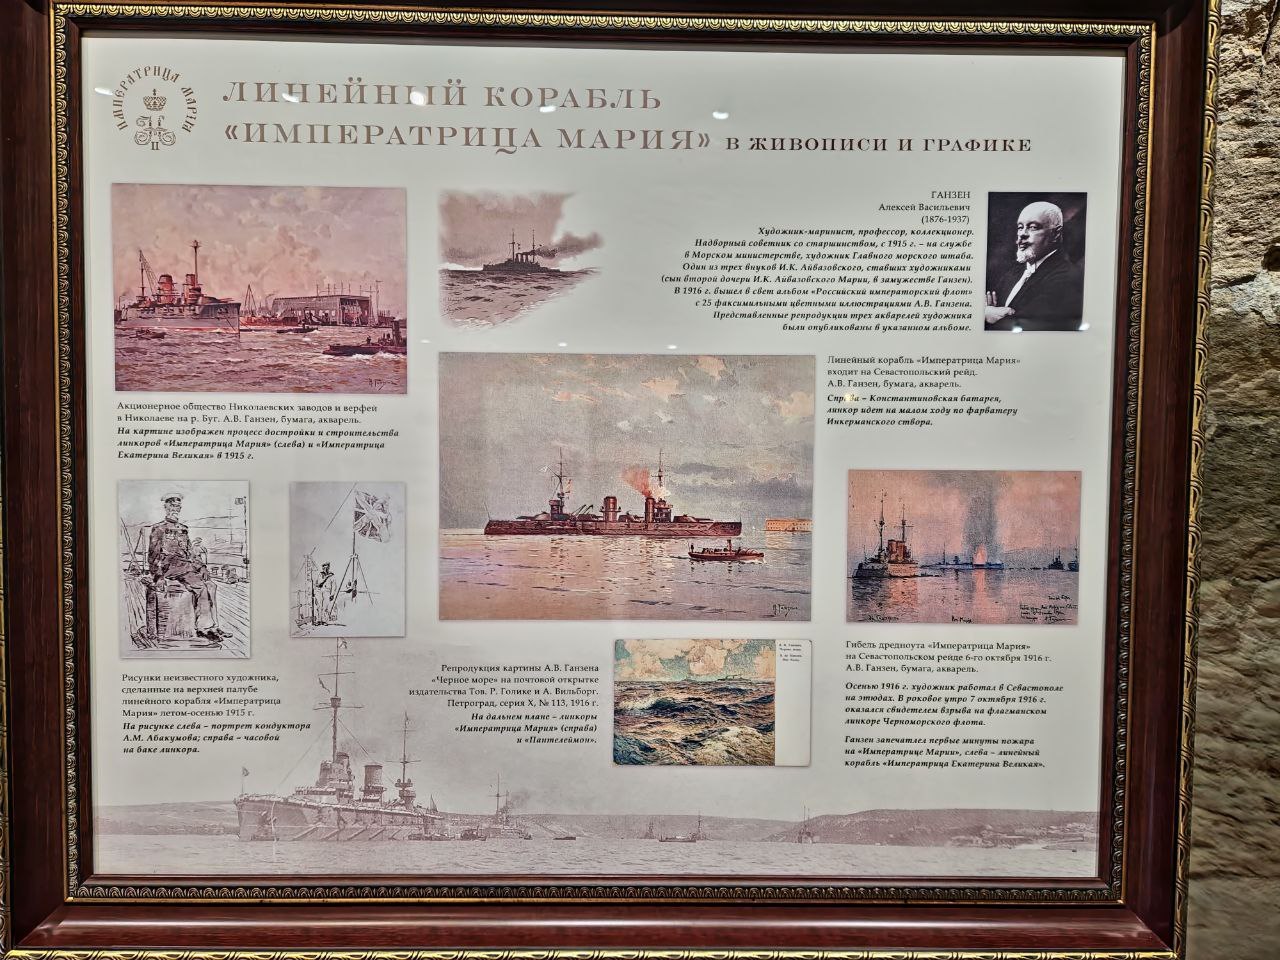 ИМПЕРАТРИЦА МАРИЯ
II
ЛИНЕЙНЫЙ КОРАБЛЬ
«ИМПЕРАТРИЦА МАРИЯ» В ЖИВОПИСИ И ГРАФИКЕ
ГАНЗЕН
Алексей Васильевич
(1876-1937)
Художник-маринист, профессор, коллекционер.
Надворный советник со старшинством, с 1915 г. – на службе
в Морском министерстве, художник Главного морского штаба.
Один из трех внуков И.К. Айвазовского, ставших художниками
(сын второй дочери И.К. Айвазовского Марии, в замужестве Ганзен).
В 1916 г. вышел в свет альбом «Российский императорский флот»
с 25 факсимильными цветными иллюстрациями А.В. Ганзена.
Представленные репродукции трех акварелей художника
были опубликованы в указанном альбоме.
Акционерное общество Николаевских заводов и верфей
в Николаеве на р. Буг. А.В. Ганзен, бумага, акварель.
На картине изображен процесс достройки и строительства
линкоров «Императрица Мария» (слева) и «Императрица
Екатерина Великая» в 1915 г.
Линейный корабль «Императрица Мария»
входит на Севастопольский рейд.
А.В. Ганзен, бумага, акварель.
Справа – Константиновская батарея,
линкор идет на малом ходу по фарватеру
Инкерманского створа.
Рисунки неизвестного художника,
сделанные на верхней палубе
линейного корабля «Императрица
Мария» летом-осенью 1915 г.
На рисунке слева – портрет кондуктора
А.М. Абакумова; справа – часовой
на баке линкора.
Репродукция картины А.В. Ганзена
«Черное море» на почтовой открытке
издательства Тов. Р. Голике и А. Вильборг.
Петроград, серия X, № 113, 1916 г.
На дальнем плане – линкоры
«Императрица Мария» (справа)
и «Пантелеймон».
Гибель дредноута «Императрица Мария»
на Севастопольском рейде 6-го октября 1916 г.
А.В. Ганзен, бумага, акварель.
Осенью 1916 г. художник работал в Севастополе
на этюдах. В роковое утро 7 октября 1916 г.
оказался свидетелем взрыва на флагманском
линкоре Черноморского флота.
Ганзен запечатлел первые минуты пожара
на «Императрице Марии», слева – линейный
корабль «Императрица Екатерина Великая».